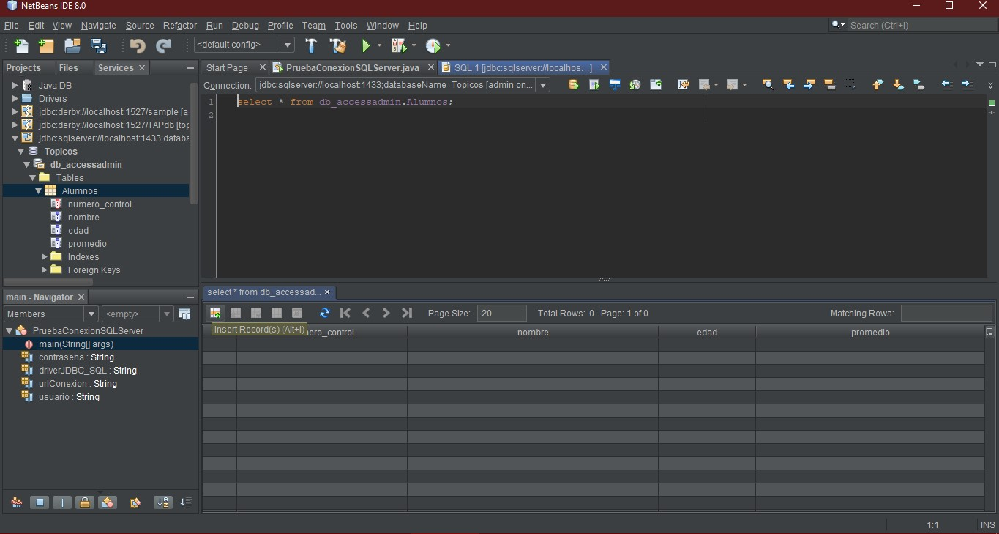 NetBeans IDE 8.0
File Edit View Navigate Source Refactor Run Debug Profile Team Tools Window Help
Search (Ctrl+I)
<default config>
Projects Files Services
Java DB
Drivers
jdbc:derby://localhost:1527/sample [a
jdbc:derby://localhost:1527/TAPdb [top
jdbc:sqlserver://localhost:1433;databa
Topicos
db_accessadmin
Tables
Alumnos
numero_control
nombre
edad
promedio
Indexes
Foreign Keys
Start Page PruebaConexionSQLServer.java SQL 1 [jdbc:sqlserver://localhos...]
Connection: jdbc:sqlserver://localhost:1433;databaseName=Topicos [admin on...
1 select * from db_accessadmin.Alumnos;
2
main - Navigator
Members <empty>
PruebaConexionSQLServer
main(String[] args)
contrasena : String
driverJDBC_SQL : String
urlConexion : String
usuario : String
select * from db_accessad...
Page Size: 20 Total Rows: 0 Page: 1 of 0 Matching Rows:
Insert Record(s) (Alt+I)
ero_control nombre edad promedio
1:1 INS